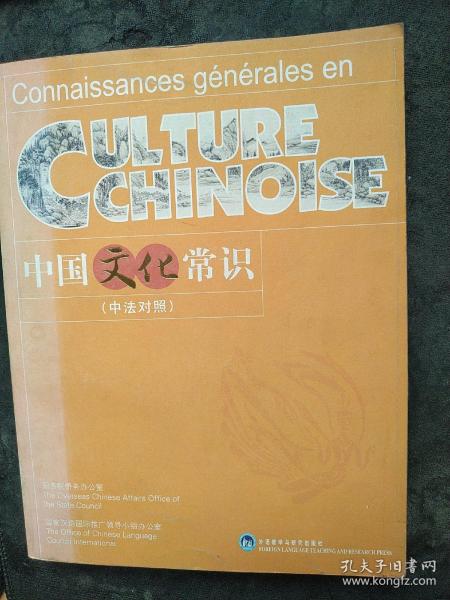 Connaissances générales en
CULTURE
CHINOISE
中国文化常识
（中法对照）
国务院侨务办公室
The Overseas Chinese Affairs Office of
the State Council
国家汉语国际推广领导小组办公室
The Office of Chinese Language
Council International
外语教学与研究出版社
FOREIGN LANGUAGE TEACHING AND RESEARCH PRESS
孔夫子旧书网
www.kongfz.com